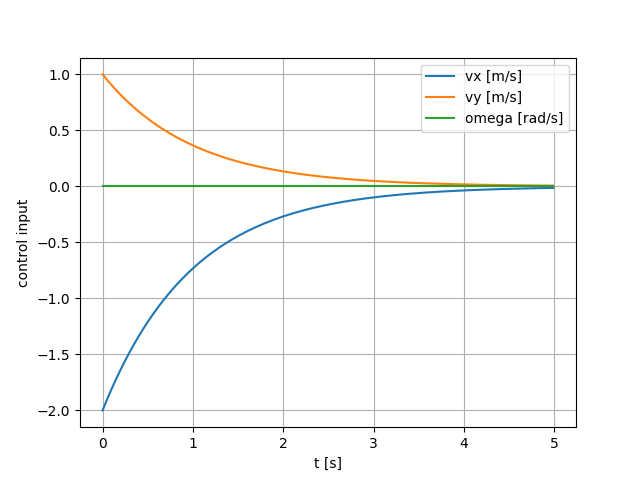 vx [m/s]
vy [m/s]
omega [rad/s]
1.0
0.5
0.0
−0.5
−1.0
−1.5
−2.0
control input
0 1 2 3 4 5
t [s]